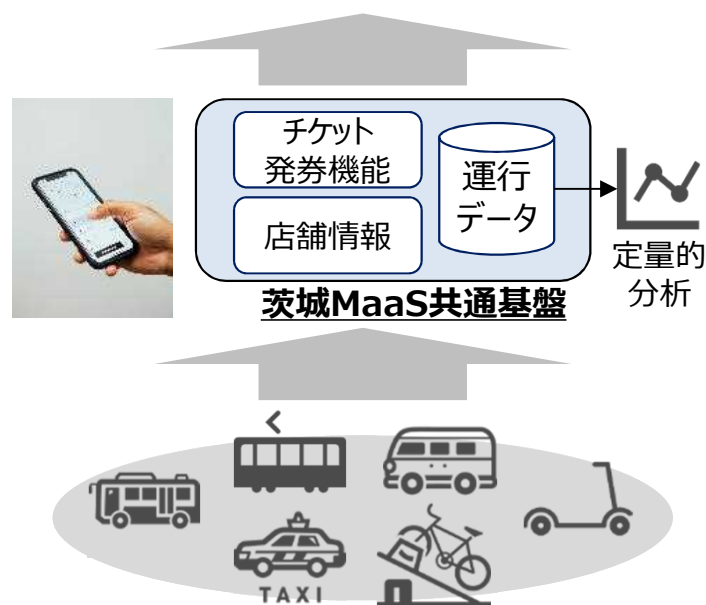 チケット
発券機能
店舗情報
運行
データ
定量的
分析
茨城MaaS共通基盤
TAXI